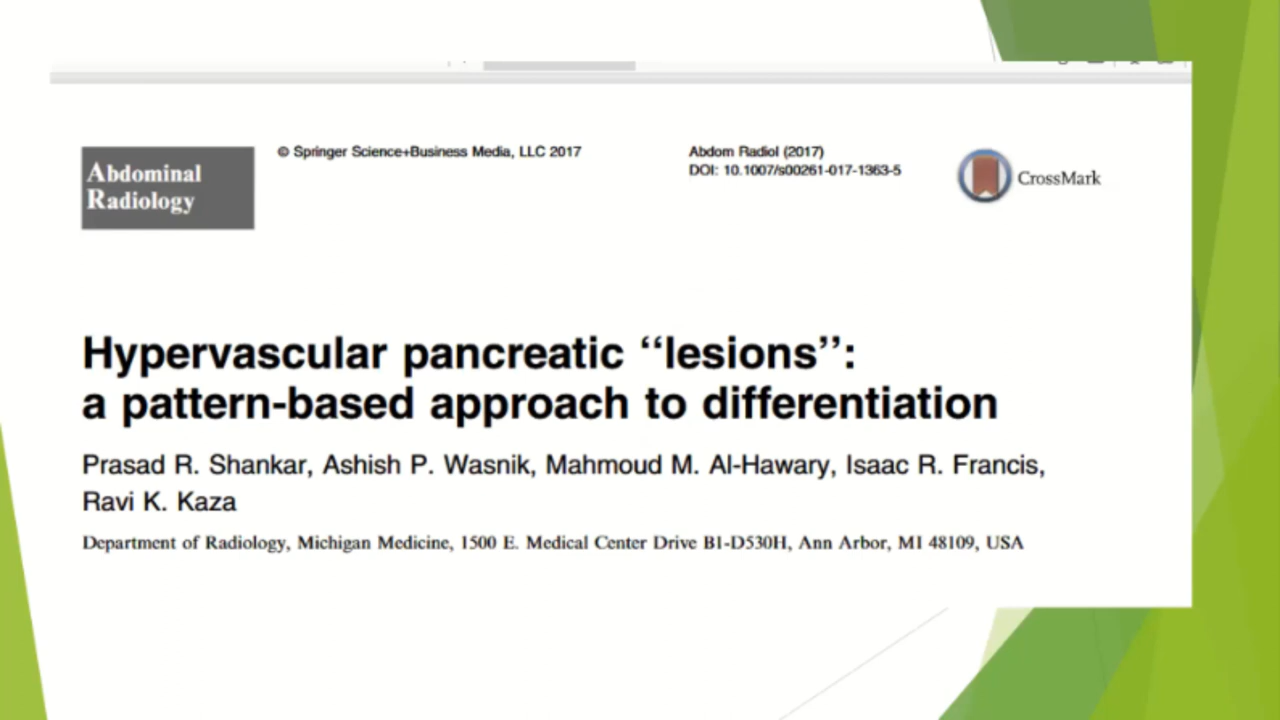 Abdominal
Radiology
© Springer Science+Business Media, LLC 2017
Abdom Radiol (2017)
DOI: 10.1007/s00261-017-1363-5
CrossMark
Hypervascular pancreatic ‘‘lesions’’:
a pattern-based approach to differentiation
Prasad R. Shankar, Ashish P. Wasnik, Mahmoud M. Al-Hawary, Isaac R. Francis,
Ravi K. Kaza
Department of Radiology, Michigan Medicine, 1500 E. Medical Center Drive B1-D530H, Ann Arbor, MI 48109, USA